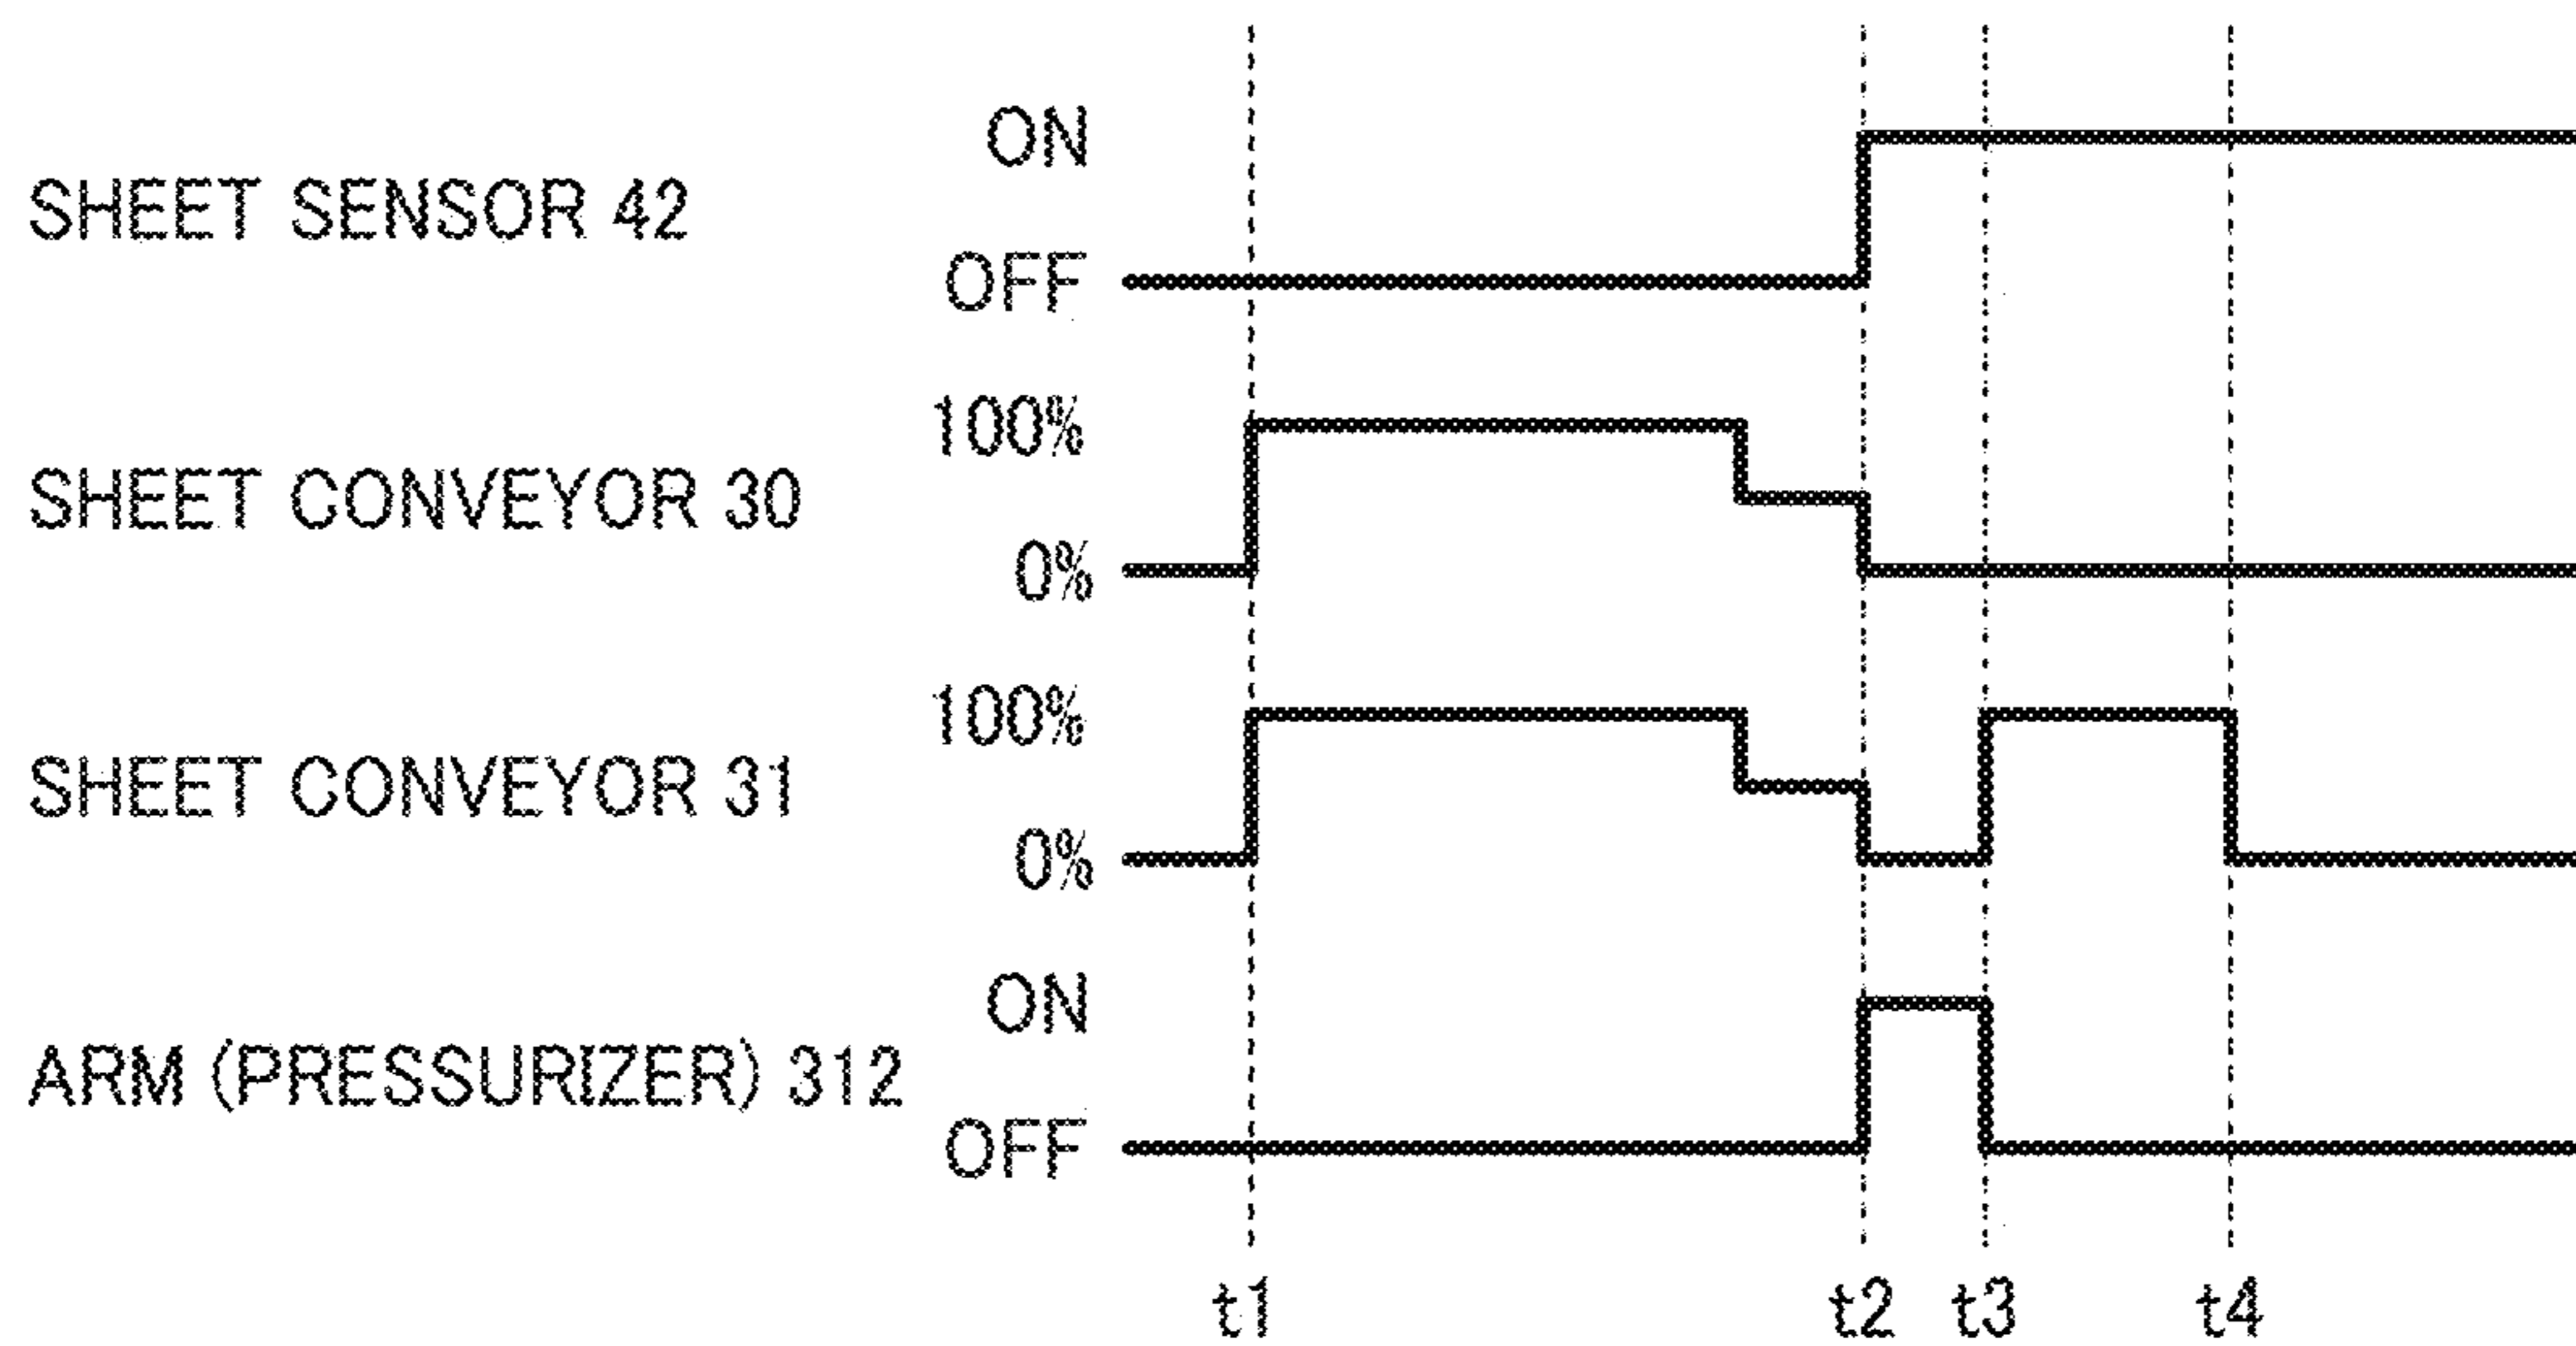 ON
SHEET SENSOR 42
OFF
100%
SHEET CONVEYOR 30
0%
100%
SHEET CONVEYOR 31
0%
ON
ARM (PRESSURIZER) 312
OFF
t1 t2 t3 t4